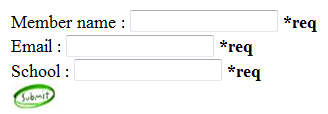 Member name : *req
Email : *req
School : *req
Submit